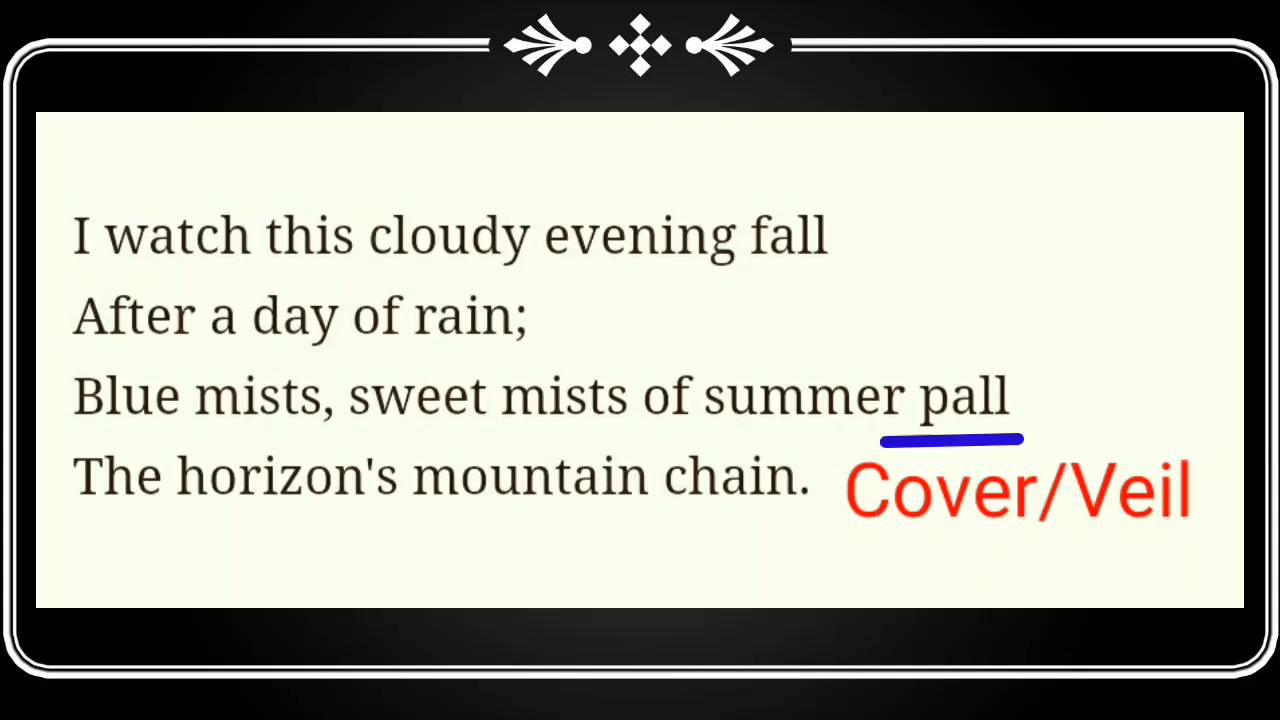 I watch this cloudy evening fall
After a day of rain;
Blue mists, sweet mists of summer pall
The horizon's mountain chain.
Cover/Veil